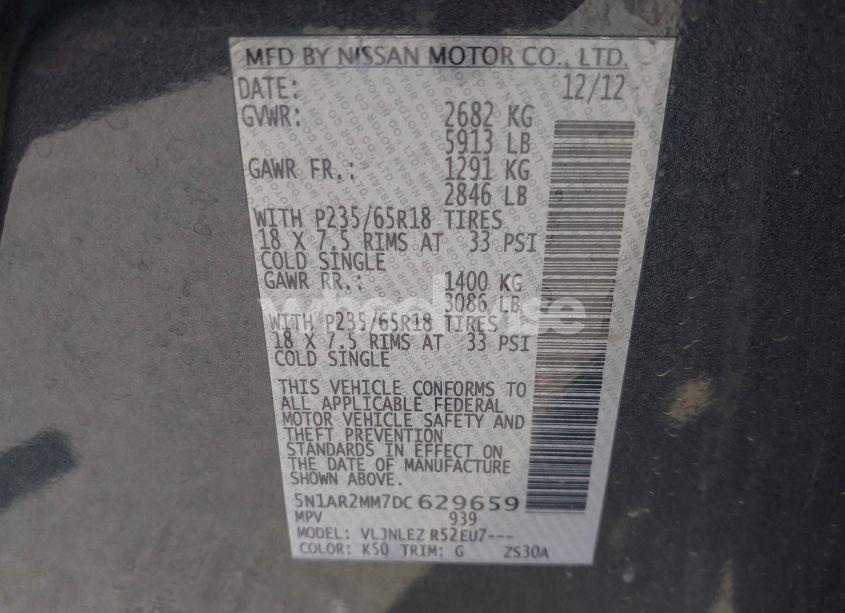 MFD BY NISSAN MOTOR CO., LTD.
DATE: 12/12
GVWR: 2682 KG
5913 LB
GAWR FR.: 1291 KG
2846 LB
WITH P235/65R18 TIRES
18 X 7.5 RIMS AT 33 PSI
COLD SINGLE
GAWR RR.: 1400 KG
3086 LB
WITH P235/65R18 TIRES
18 X 7.5 RIMS AT 33 PSI
COLD SINGLE
THIS VEHICLE CONFORMS TO
ALL APPLICABLE FEDERAL
MOTOR VEHICLE SAFETY AND
THEFT PREVENTION
STANDARDS IN EFFECT ON
THE DATE OF MANUFACTURE
SHOWN ABOVE.
5N1AR2MM7DC629659
MPV 939
MODEL: VLJNLEZ R52EU7---
COLOR: K50 TRIM: G ZS30A